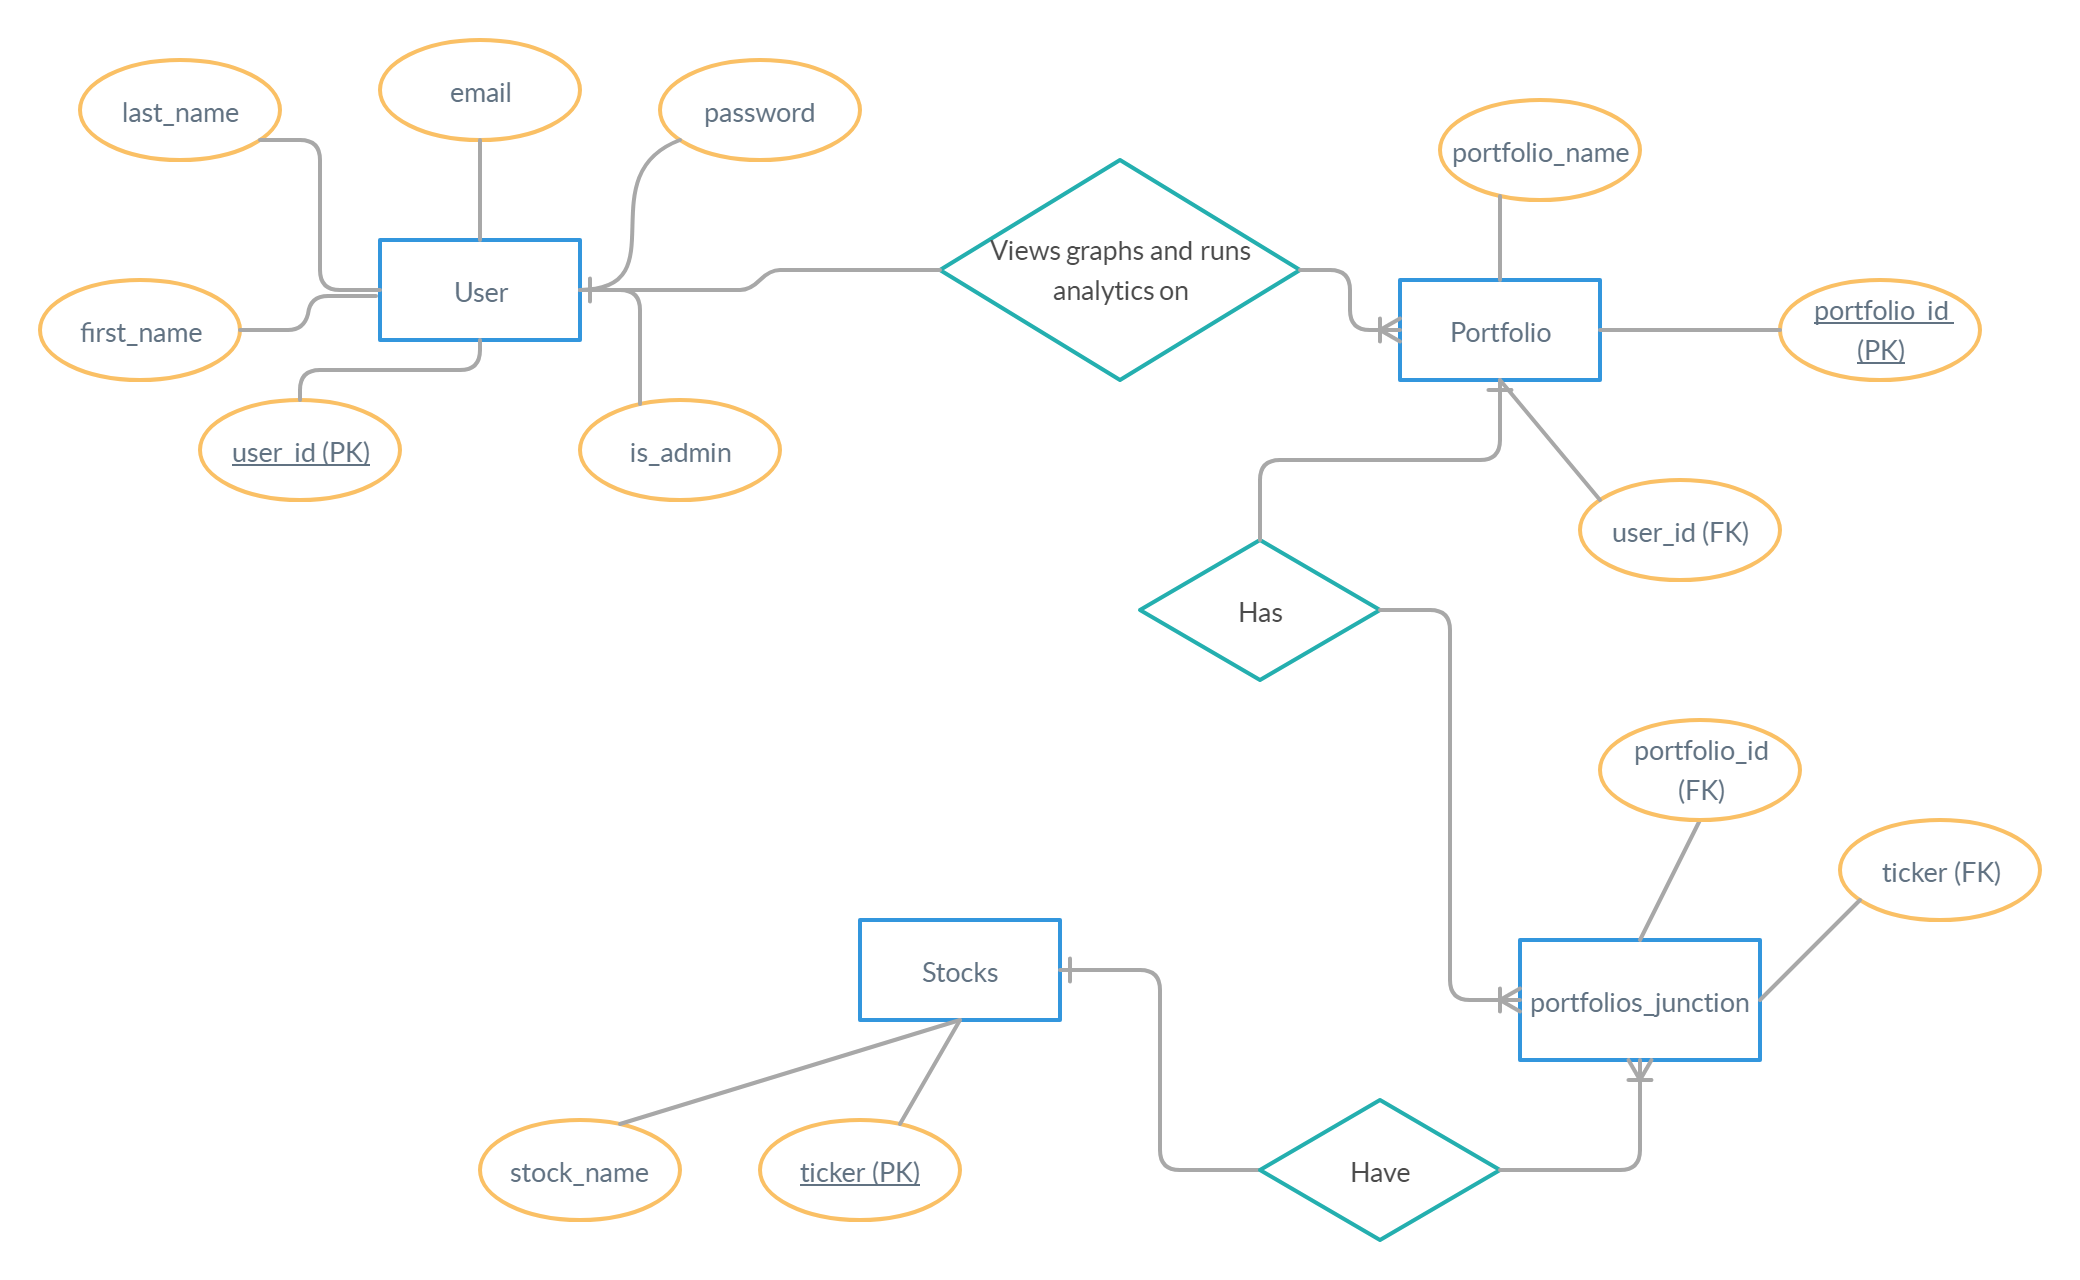 last_name
email
password
portfolio_name
Views graphs and runs
analytics on
User
first_name
Portfolio
portfolio_id
(PK)
user_id (PK)
is_admin
user_id (FK)
Has
portfolio_id
(FK)
ticker (FK)
Stocks
portfolios_junction
stock_name
ticker (PK)
Have